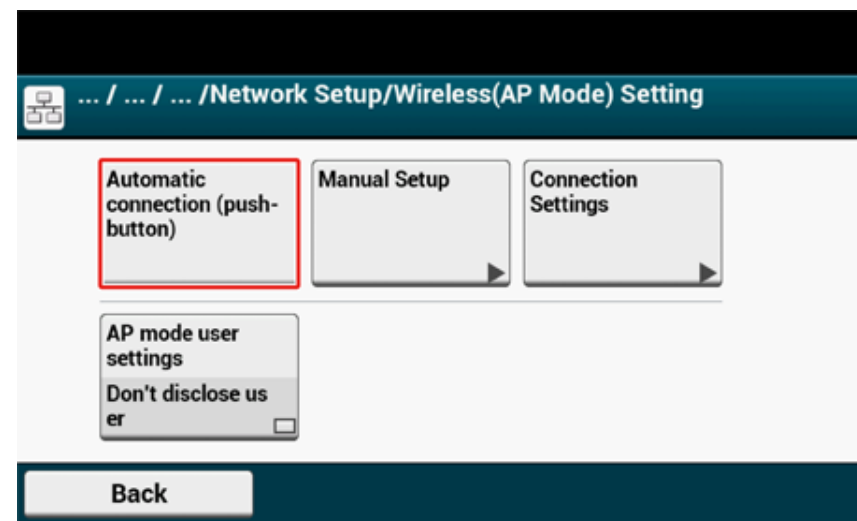 ... / ... / ... /Network Setup/Wireless(AP Mode) Setting
Automatic
connection (push-
button)
Manual Setup
Connection
Settings
AP mode user
settings
Don't disclose us
er
Back